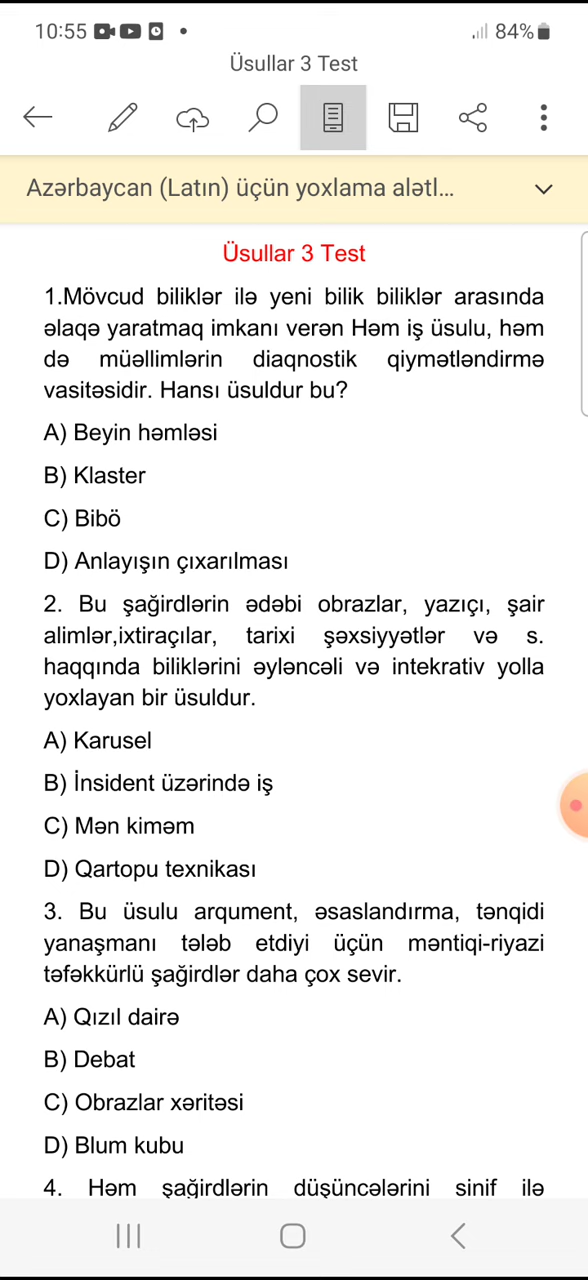 10:55
84%
Üsullar 3 Test
Azərbaycan (Latın) üçün yoxlama alətl...
Üsullar 3 Test
1.Mövcud biliklər ilə yeni bilik biliklər arasında
əlaqə yaratmaq imkanı verən Həm iş üsulu, həm
də müəllimlərin diaqnostik qiymətləndirmə
vasitəsidir. Hansı üsuldur bu?
A) Beyin həmləsi
B) Klaster
C) Bibö
D) Anlayışın çıxarılması
2. Bu şağirdlərin ədəbi obrazlar, yazıçı, şair
alimlər,ixtiraçılar, tarixi şəxsiyyətlər və s.
haqqında biliklərini əyləncəli və intekrativ yolla
yoxlayan bir üsuldur.
A) Karusel
B) İnsident üzərində iş
C) Mən kiməm
D) Qartopu texnikası
3. Bu üsulu arqument, əsaslandırma, tənqidi
yanaşmanı tələb etdiyi üçün məntiqi-riyazi
təfəkkürlü şağirdlər daha çox sevir.
A) Qızıl dairə
B) Debat
C) Obrazlar xəritəsi
D) Blum kubu
4. Həm şağirdlərin düşüncələrini sinif ilə